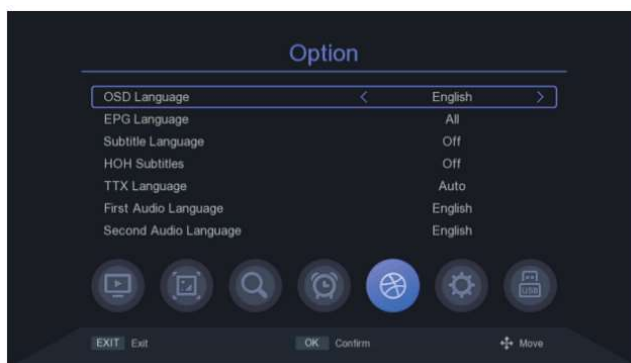 Option
OSD Language < English >
EPG Language All
Subtitle Language Off
HOH Subtitles Off
TTX Language Auto
First Audio Language English
Second Audio Language English
USB
EXIT Exit OK Confirm Move